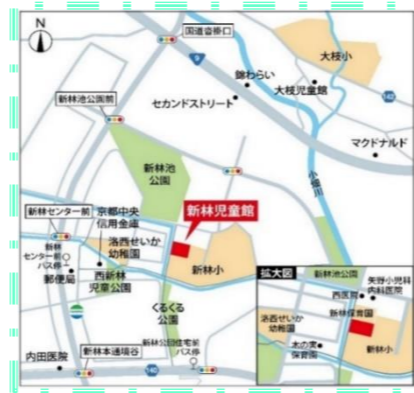 N
国道沓掛口
9
大枝小
錦わらい
大枝児童館
142
セカンドストリート
新林池公園前
マクドナルド
新林池
公園
小畑川
京都中央
信用金庫
新林児童館
新林センター前
洛西せいか
幼稚園
新林
センター前
バス停
新林小
西新林
児童公園
郵便局
くるくる
公園
内田医院
新林本通境谷
142
新林公団住宅前
バス停
拡大図
新林池公園
矢野小児科
内科医院
西医院
新林保育園
洛西せいか
幼稚園
木の実
保育園
新林小